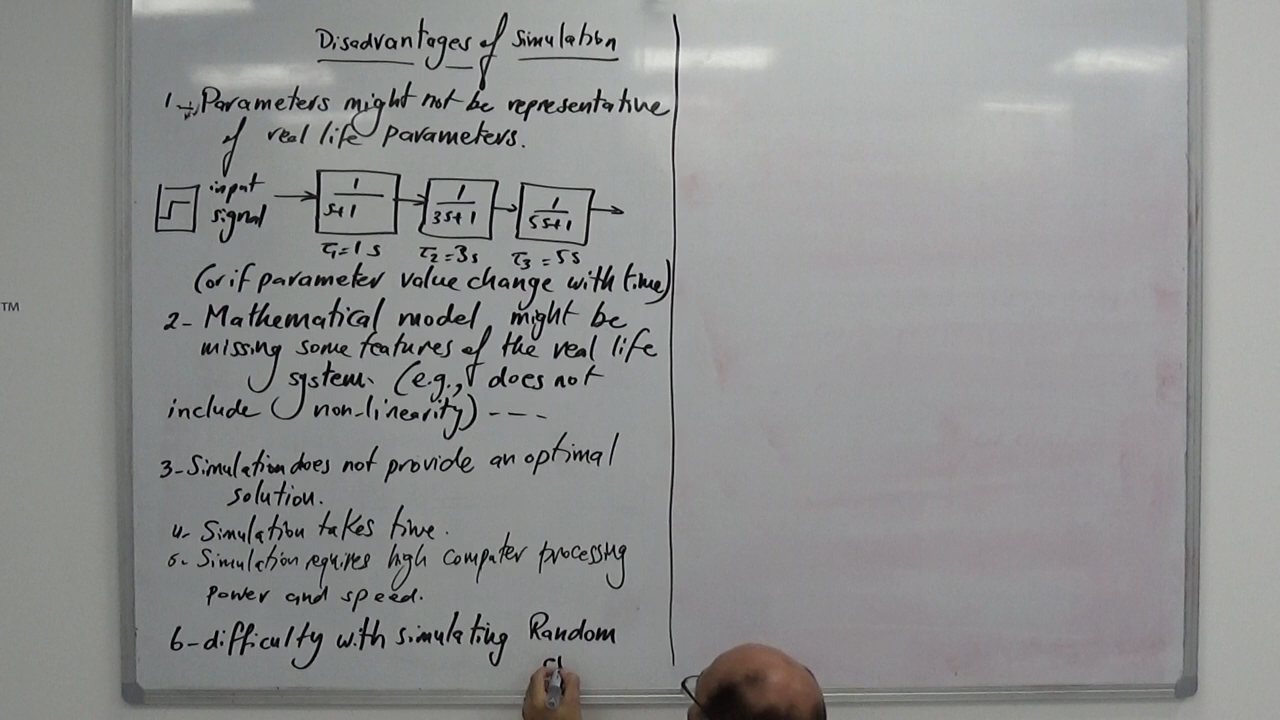 Disadvantages of Simulation
1- Parameters might not be representative
of real life parameters.
input
signal
1
s+1
1
3s+1
1
5s+1
τ1=1s
τ2=3s
τ3=5s
(or if parameter value change with time)
2- Mathematical model might be
missing some features of the real life
system. (e.g., does not
include non-linearity) ----
3- Simulation does not provide an optimal
solution.
4- Simulation takes time.
5- Simulation requires high computer processing
power and speed.
6- difficulty with simulating Random
TM